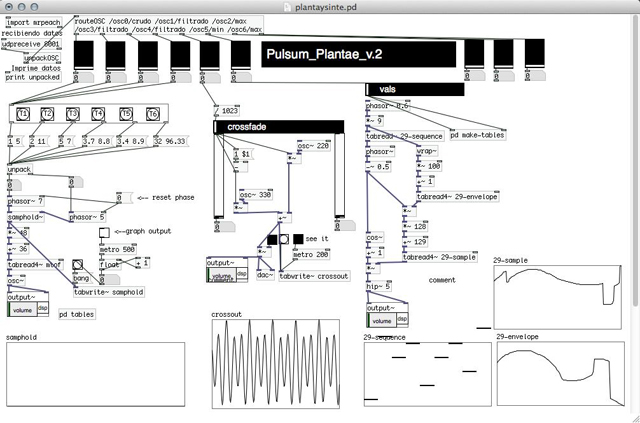 plantaysinte.pd
import mrpeach
routeOSC /osc0/crudo /osc1/filtrado /osc2/max
/osc3/filtrado /osc4/filtrado /osc5/min /osc6/max
recibiendo datos
udpreceive 8001
unpackOSC
Imprime datos
print unpacked
Pulsum_Plantae_v.2
vals
T1 T2 T3 T4 T5 T6
/ 1023
crossfade
1 5
2 11
5 7
3.7 8.8
3.4 8.9
32 96.33
unpack
phasor~ 7
<-- reset phase
samphold~
phasor~ 5
<--graph output
metro 500
+~ 36
tabread4~ mtof
float
+ 1
bang
osc~
tabwrite~ samphold
output~
volume
dsp
pd tables
1 $1
osc~ 220
*~
osc~ 330
+~
see it
metro 200
output~
volume
dsp
dac~
tabwrite~ crossout
*~ 9
tabread4~ 29-sequence
pd make-tables
phasor~
wrap~
-~ 0.5
*~ 100
+~ 1
tabread4~ 29-envelope
*~
*~ 128
+~ 129
tabread4~ 29-sample
cos~
+~ 1
*~
hip~ 5
output~
volume
dsp
comment
29-sample
samphold
crossout
29-sequence
29-envelope